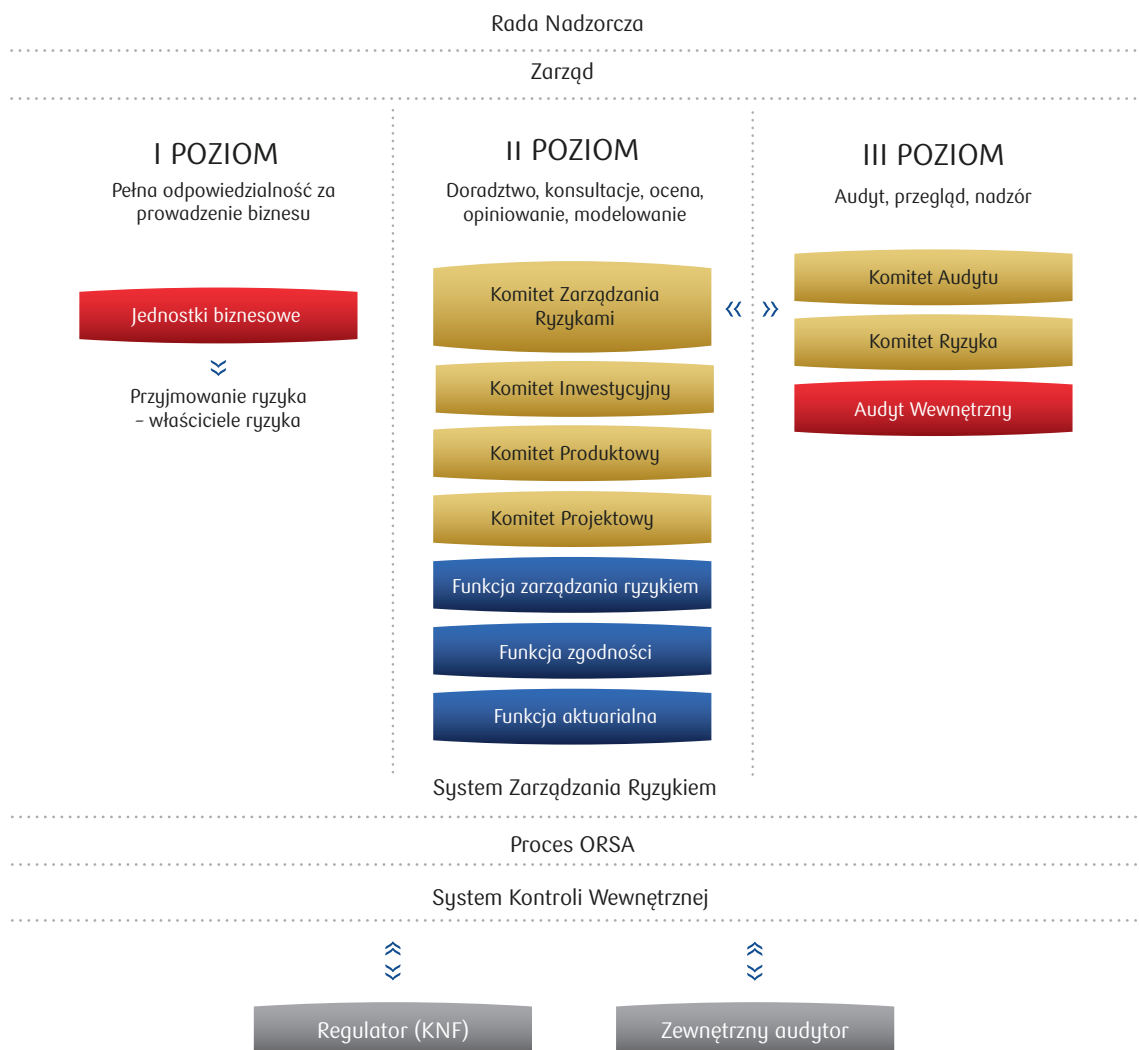 Rada Nadzorcza
Zarząd
I POZIOM
Pełna odpowiedzialność za
prowadzenie biznesu
Jednostki biznesowe
Przyjmowanie ryzyka
– właściciele ryzyka
II POZIOM
Doradztwo, konsultacje, ocena,
opiniowanie, modelowanie
Komitet Zarządzania
Ryzykami
Komitet Inwestycyjny
Komitet Produktowy
Komitet Projektowy
Funkcja zarządzania ryzykiem
Funkcja zgodności
Funkcja aktuarialna
III POZIOM
Audyt, przegląd, nadzór
Komitet Audytu
Komitet Ryzyka
Audyt Wewnętrzny
System Zarządzania Ryzykiem
Proces ORSA
System Kontroli Wewnętrznej
Regulator (KNF)
Zewnętrzny audytor